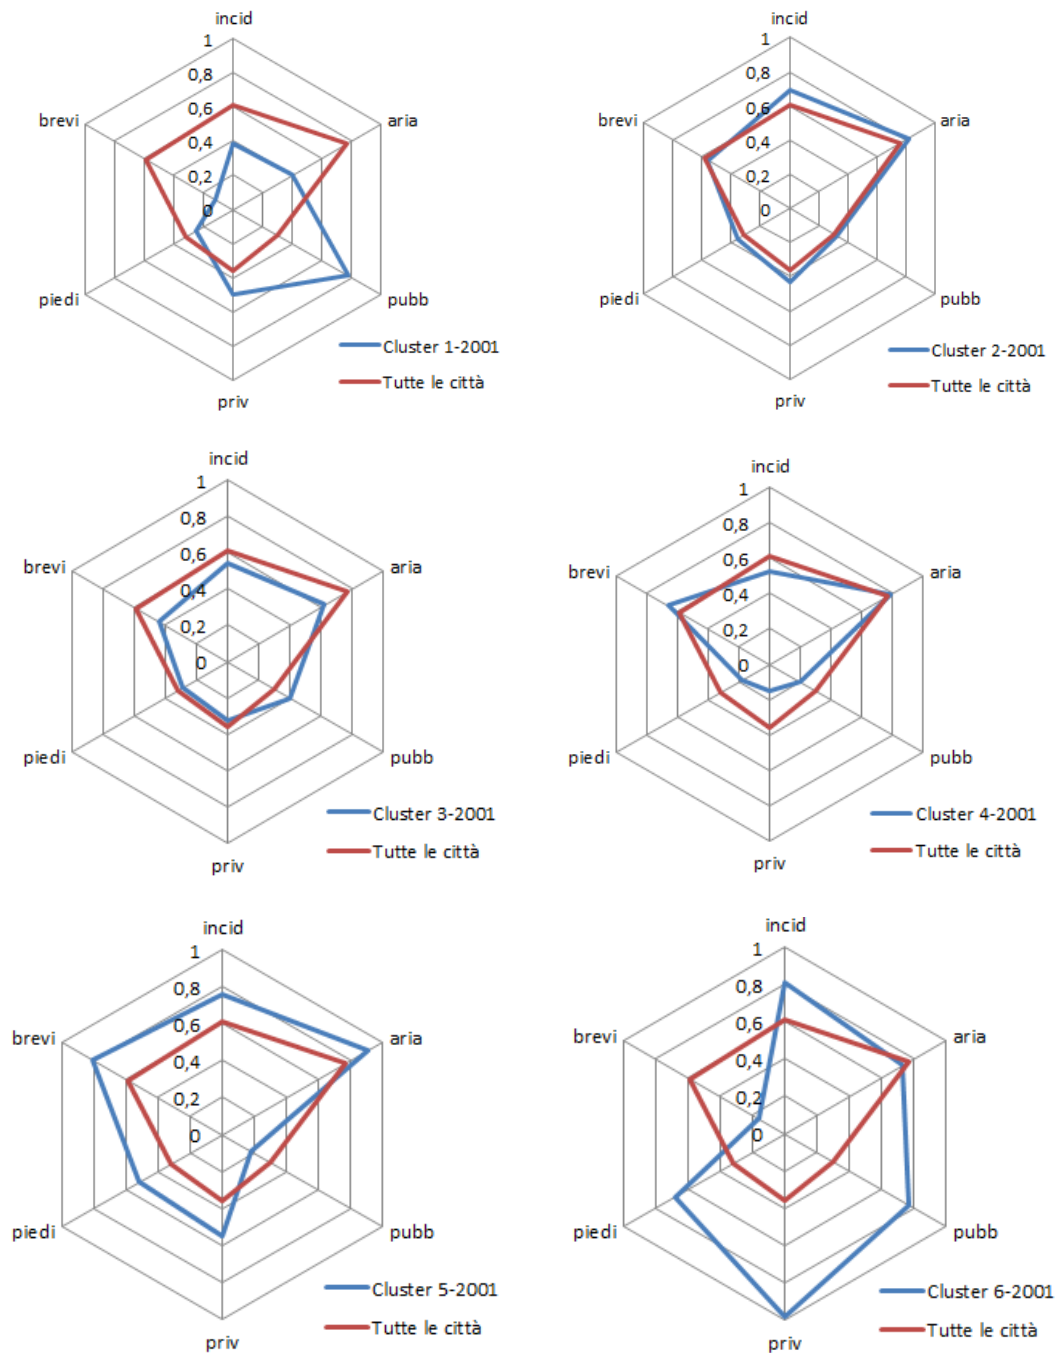 incid
1
0,8
0,6
0,4
0,2
0
brevi
aria
piedi
pubb
priv
Cluster 1-2001
Tutte le città
incid
1
0,8
0,6
0,4
0,2
0
brevi
aria
piedi
pubb
priv
Cluster 2-2001
Tutte le città
incid
1
0,8
0,6
0,4
0,2
0
brevi
aria
piedi
pubb
priv
Cluster 3-2001
Tutte le città
incid
1
0,8
0,6
0,4
0,2
0
brevi
aria
piedi
pubb
priv
Cluster 4-2001
Tutte le città
incid
1
0,8
0,6
0,4
0,2
0
brevi
aria
piedi
pubb
priv
Cluster 5-2001
Tutte le città
incid
1
0,8
0,6
0,4
0,2
0
brevi
aria
piedi
pubb
priv
Cluster 6-2001
Tutte le città